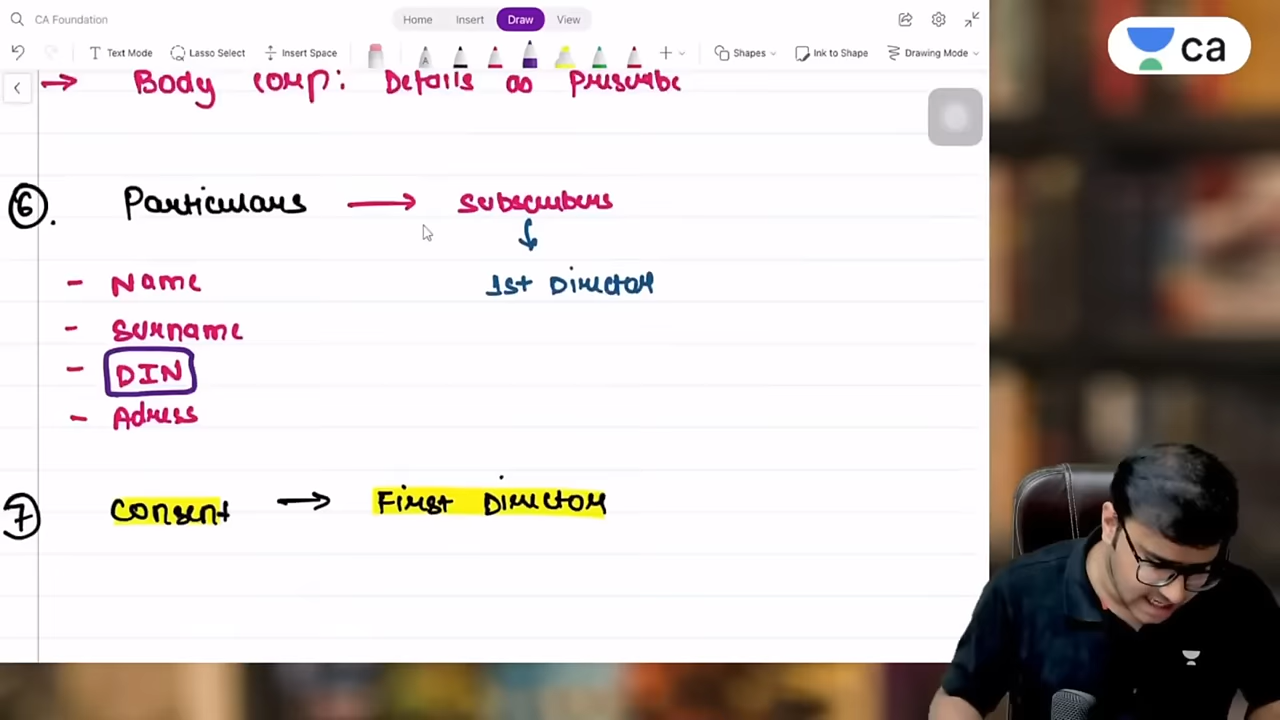 CA Foundation
Home Insert Draw View
Text Mode Lasso Select Insert Space Shapes Ink to Shape Drawing Mode
ca
→ Body corp: Details as prescribe
6. Particulars → Subscribers
↓
1st Director
- Name
- Surname
- DIN
- Adress
7 Consent → First Director